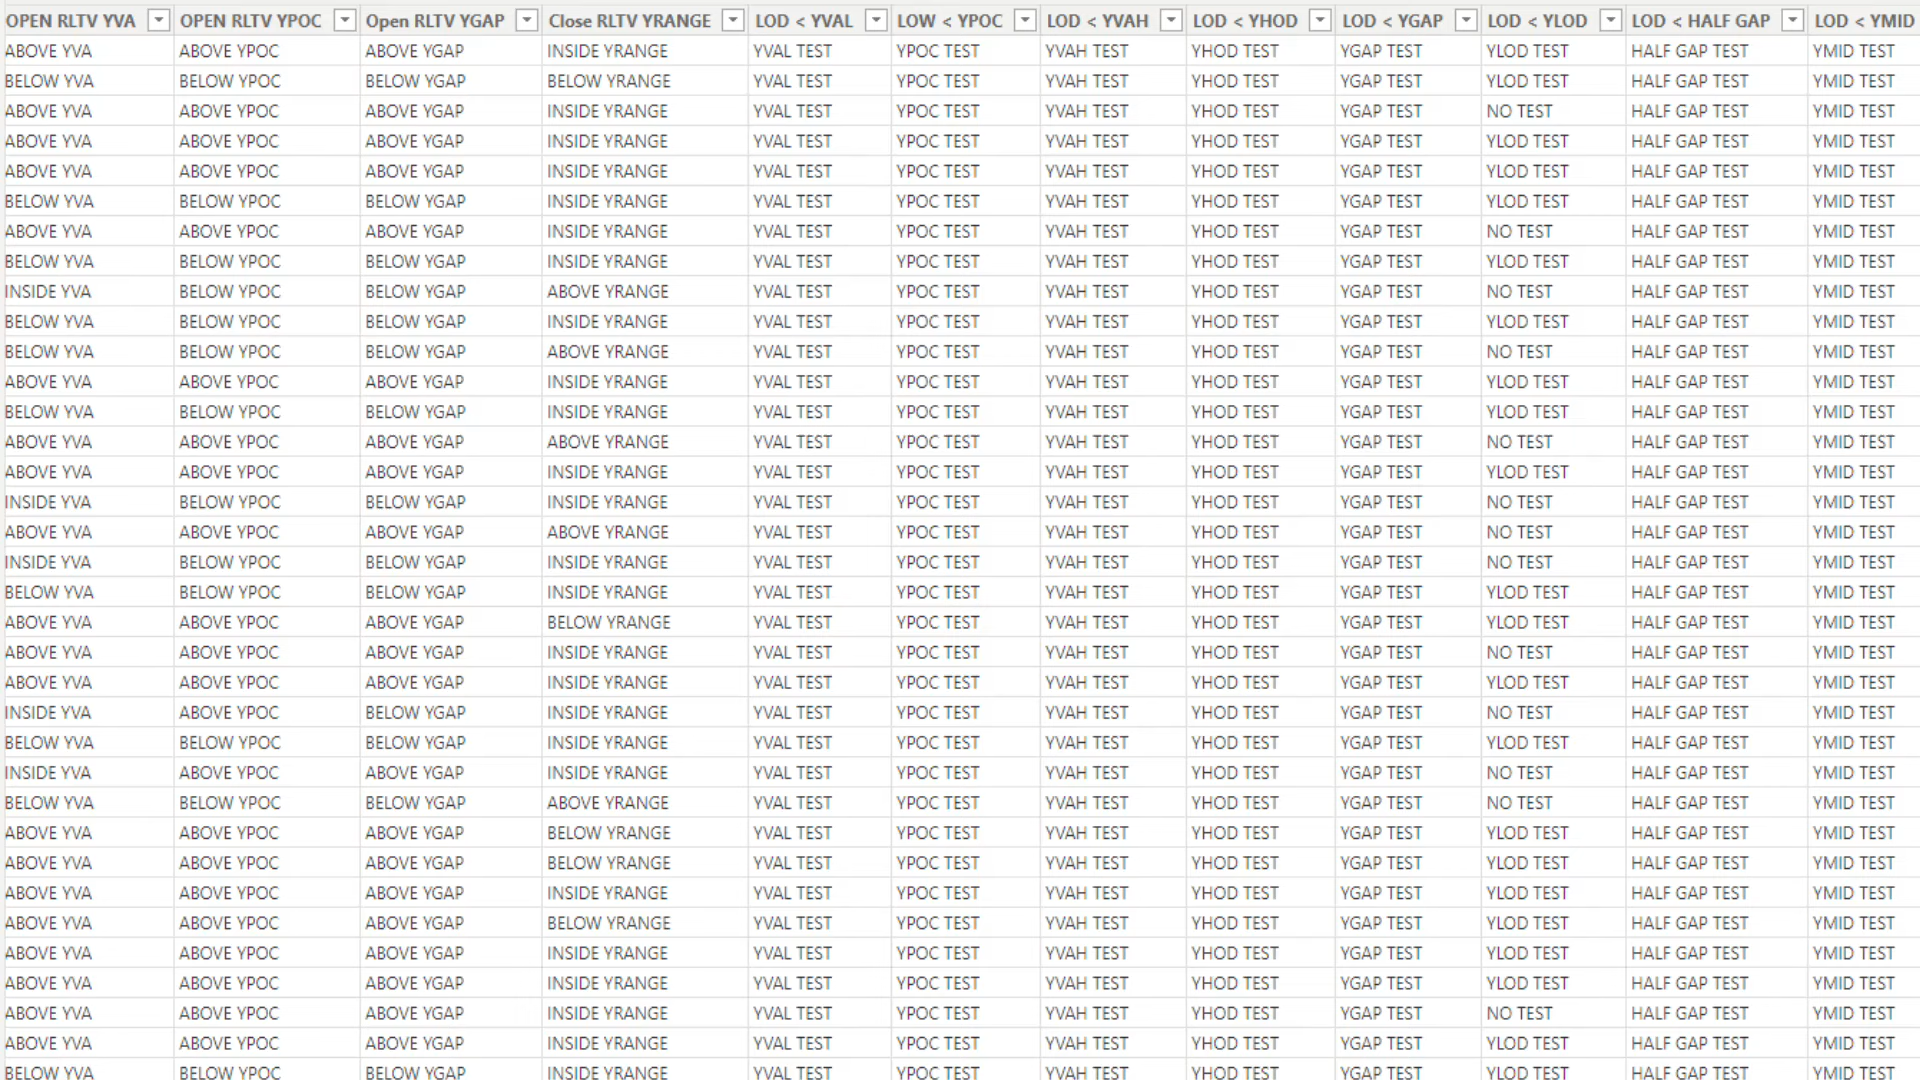 OPEN RLTV YVA OPEN RLTV YPOC Open RLTV YGAP Close RLTV YRANGE LOD < YVAL LOW < YPOC LOD < YVAH LOD < YHOD LOD < YGAP LOD < YLOD LOD < HALF GAP LOD < YMID
ABOVE YVA ABOVE YPOC ABOVE YGAP INSIDE YRANGE YVAL TEST YPOC TEST YVAH TEST YHOD TEST YGAP TEST YLOD TEST HALF GAP TEST YMID TEST
BELOW YVA BELOW YPOC BELOW YGAP BELOW YRANGE YVAL TEST YPOC TEST YVAH TEST YHOD TEST YGAP TEST YLOD TEST HALF GAP TEST YMID TEST
ABOVE YVA ABOVE YPOC ABOVE YGAP INSIDE YRANGE YVAL TEST YPOC TEST YVAH TEST YHOD TEST YGAP TEST NO TEST HALF GAP TEST YMID TEST
ABOVE YVA ABOVE YPOC ABOVE YGAP INSIDE YRANGE YVAL TEST YPOC TEST YVAH TEST YHOD TEST YGAP TEST YLOD TEST HALF GAP TEST YMID TEST
ABOVE YVA ABOVE YPOC ABOVE YGAP INSIDE YRANGE YVAL TEST YPOC TEST YVAH TEST YHOD TEST YGAP TEST YLOD TEST HALF GAP TEST YMID TEST
BELOW YVA BELOW YPOC BELOW YGAP INSIDE YRANGE YVAL TEST YPOC TEST YVAH TEST YHOD TEST YGAP TEST YLOD TEST HALF GAP TEST YMID TEST
ABOVE YVA ABOVE YPOC ABOVE YGAP INSIDE YRANGE YVAL TEST YPOC TEST YVAH TEST YHOD TEST YGAP TEST NO TEST HALF GAP TEST YMID TEST
BELOW YVA BELOW YPOC BELOW YGAP INSIDE YRANGE YVAL TEST YPOC TEST YVAH TEST YHOD TEST YGAP TEST YLOD TEST HALF GAP TEST YMID TEST
INSIDE YVA BELOW YPOC BELOW YGAP ABOVE YRANGE YVAL TEST YPOC TEST YVAH TEST YHOD TEST YGAP TEST NO TEST HALF GAP TEST YMID TEST
BELOW YVA BELOW YPOC BELOW YGAP INSIDE YRANGE YVAL TEST YPOC TEST YVAH TEST YHOD TEST YGAP TEST YLOD TEST HALF GAP TEST YMID TEST
BELOW YVA BELOW YPOC BELOW YGAP ABOVE YRANGE YVAL TEST YPOC TEST YVAH TEST YHOD TEST YGAP TEST NO TEST HALF GAP TEST YMID TEST
ABOVE YVA ABOVE YPOC ABOVE YGAP INSIDE YRANGE YVAL TEST YPOC TEST YVAH TEST YHOD TEST YGAP TEST YLOD TEST HALF GAP TEST YMID TEST
BELOW YVA BELOW YPOC BELOW YGAP INSIDE YRANGE YVAL TEST YPOC TEST YVAH TEST YHOD TEST YGAP TEST YLOD TEST HALF GAP TEST YMID TEST
ABOVE YVA ABOVE YPOC ABOVE YGAP ABOVE YRANGE YVAL TEST YPOC TEST YVAH TEST YHOD TEST YGAP TEST NO TEST HALF GAP TEST YMID TEST
ABOVE YVA ABOVE YPOC ABOVE YGAP INSIDE YRANGE YVAL TEST YPOC TEST YVAH TEST YHOD TEST YGAP TEST YLOD TEST HALF GAP TEST YMID TEST
INSIDE YVA BELOW YPOC BELOW YGAP INSIDE YRANGE YVAL TEST YPOC TEST YVAH TEST YHOD TEST YGAP TEST NO TEST HALF GAP TEST YMID TEST
ABOVE YVA ABOVE YPOC ABOVE YGAP ABOVE YRANGE YVAL TEST YPOC TEST YVAH TEST YHOD TEST YGAP TEST NO TEST HALF GAP TEST YMID TEST
INSIDE YVA BELOW YPOC BELOW YGAP INSIDE YRANGE YVAL TEST YPOC TEST YVAH TEST YHOD TEST YGAP TEST NO TEST HALF GAP TEST YMID TEST
BELOW YVA BELOW YPOC BELOW YGAP INSIDE YRANGE YVAL TEST YPOC TEST YVAH TEST YHOD TEST YGAP TEST YLOD TEST HALF GAP TEST YMID TEST
ABOVE YVA ABOVE YPOC ABOVE YGAP BELOW YRANGE YVAL TEST YPOC TEST YVAH TEST YHOD TEST YGAP TEST YLOD TEST HALF GAP TEST YMID TEST
ABOVE YVA ABOVE YPOC ABOVE YGAP INSIDE YRANGE YVAL TEST YPOC TEST YVAH TEST YHOD TEST YGAP TEST NO TEST HALF GAP TEST YMID TEST
ABOVE YVA ABOVE YPOC ABOVE YGAP INSIDE YRANGE YVAL TEST YPOC TEST YVAH TEST YHOD TEST YGAP TEST YLOD TEST HALF GAP TEST YMID TEST
INSIDE YVA ABOVE YPOC BELOW YGAP INSIDE YRANGE YVAL TEST YPOC TEST YVAH TEST YHOD TEST YGAP TEST NO TEST HALF GAP TEST YMID TEST
BELOW YVA BELOW YPOC BELOW YGAP INSIDE YRANGE YVAL TEST YPOC TEST YVAH TEST YHOD TEST YGAP TEST YLOD TEST HALF GAP TEST YMID TEST
INSIDE YVA ABOVE YPOC ABOVE YGAP INSIDE YRANGE YVAL TEST YPOC TEST YVAH TEST YHOD TEST YGAP TEST NO TEST HALF GAP TEST YMID TEST
BELOW YVA BELOW YPOC BELOW YGAP ABOVE YRANGE YVAL TEST YPOC TEST YVAH TEST YHOD TEST YGAP TEST NO TEST HALF GAP TEST YMID TEST
ABOVE YVA ABOVE YPOC ABOVE YGAP BELOW YRANGE YVAL TEST YPOC TEST YVAH TEST YHOD TEST YGAP TEST YLOD TEST HALF GAP TEST YMID TEST
ABOVE YVA ABOVE YPOC ABOVE YGAP BELOW YRANGE YVAL TEST YPOC TEST YVAH TEST YHOD TEST YGAP TEST YLOD TEST HALF GAP TEST YMID TEST
ABOVE YVA ABOVE YPOC ABOVE YGAP INSIDE YRANGE YVAL TEST YPOC TEST YVAH TEST YHOD TEST YGAP TEST YLOD TEST HALF GAP TEST YMID TEST
ABOVE YVA ABOVE YPOC ABOVE YGAP BELOW YRANGE YVAL TEST YPOC TEST YVAH TEST YHOD TEST YGAP TEST YLOD TEST HALF GAP TEST YMID TEST
ABOVE YVA ABOVE YPOC ABOVE YGAP INSIDE YRANGE YVAL TEST YPOC TEST YVAH TEST YHOD TEST YGAP TEST YLOD TEST HALF GAP TEST YMID TEST
ABOVE YVA ABOVE YPOC ABOVE YGAP INSIDE YRANGE YVAL TEST YPOC TEST YVAH TEST YHOD TEST YGAP TEST YLOD TEST HALF GAP TEST YMID TEST
ABOVE YVA ABOVE YPOC ABOVE YGAP INSIDE YRANGE YVAL TEST YPOC TEST YVAH TEST YHOD TEST YGAP TEST NO TEST HALF GAP TEST YMID TEST
ABOVE YVA ABOVE YPOC ABOVE YGAP INSIDE YRANGE YVAL TEST YPOC TEST YVAH TEST YHOD TEST YGAP TEST YLOD TEST HALF GAP TEST YMID TEST
BELOW YVA BELOW YPOC BELOW YGAP INSIDE YRANGE YVAL TEST YPOC TEST YVAH TEST YHOD TEST YGAP TEST YLOD TEST HALF GAP TEST YMID TEST